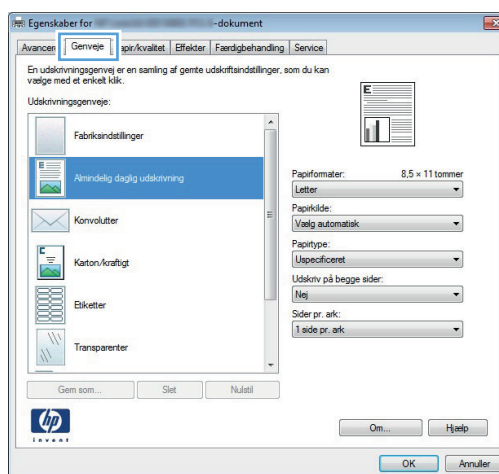 Egenskaber for -dokument
Avancer Genveje apir/kvalitet Effekter Færdigbehandling Service
En udskrivningsgenvej er en samling af gemte udskriftsindstillinger, som du kan
vælge med et enkelt klik.
Udskrivningsgenveje:
Fabriksindstillinger
Almindelig daglig udskrivning
Konvolutter
Karton/kraftigt
Etiketter
Transparenter
Gem som... Slet Nulstil
E
Papirformater: 8,5 × 11 tommer
Letter
Papirkilde:
Vælg automatisk
Papirtype:
Uspecificeret
Udskriv på begge sider:
Nej
Sider pr. ark:
1 side pr. ark
hp
invent
Om... Hjælp
OK Annuller